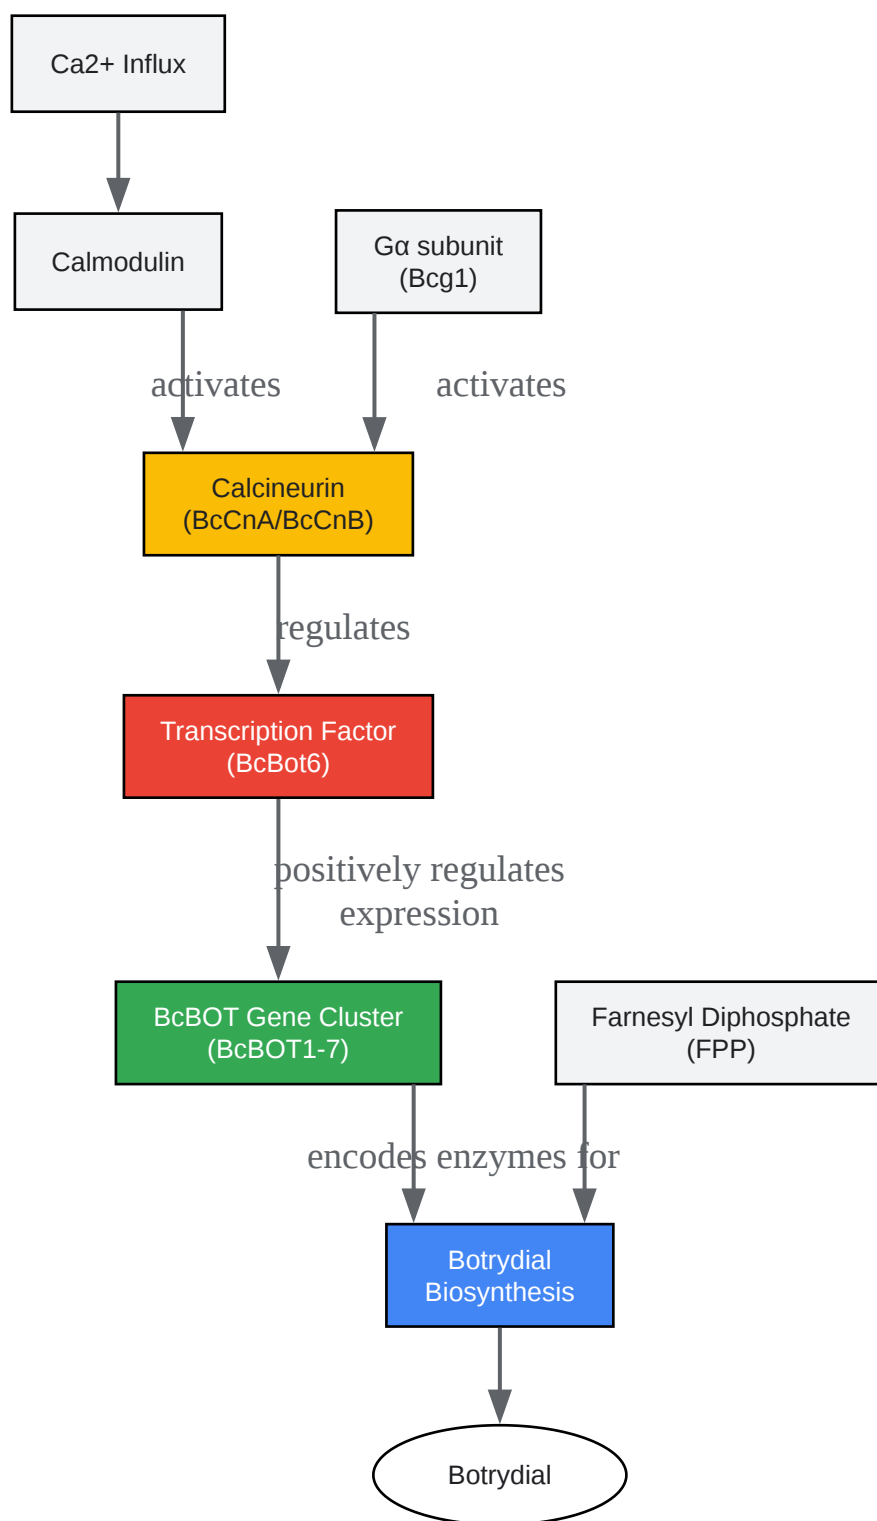 Ca2+ Influx
Calmodulin
Gα subunit
(Bcg1)
activates
activates
Calcineurin
(BcCnA/BcCnB)
regulates
Transcription Factor
(BcBot6)
positively regulates
expression
BcBOT Gene Cluster
(BcBOT1-7)
Farnesyl Diphosphate
(FPP)
encodes enzymes for
Botrydial
Biosynthesis
Botrydial